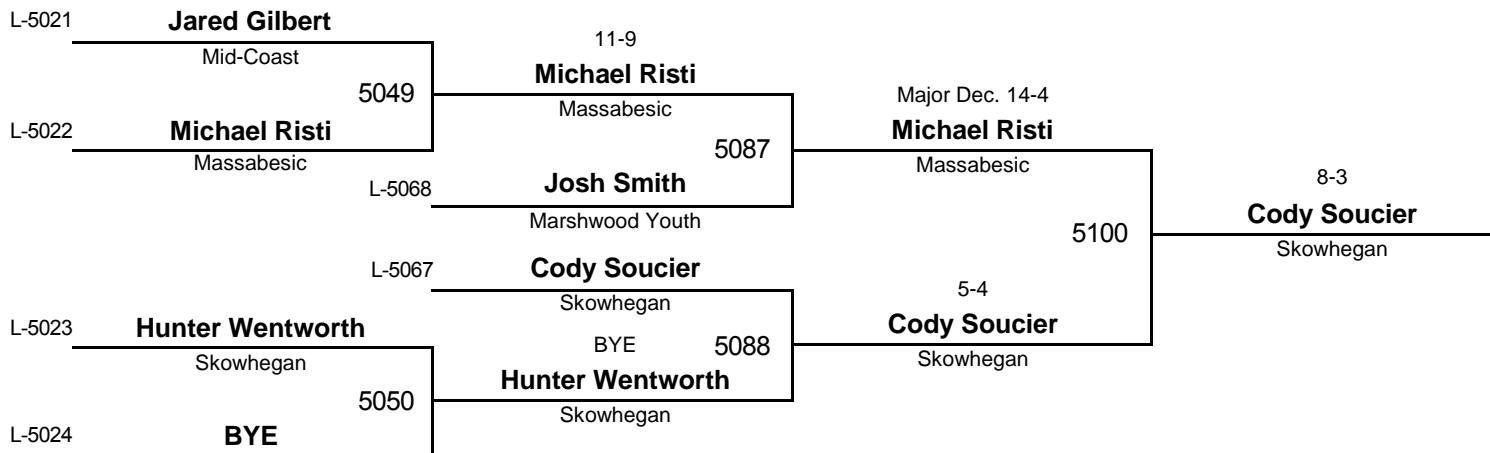 L-5021 Jared Gilbert
Mid-Coast
11-9
Michael Risti
5049
Massabesic
Major Dec. 14-4
L-5022 Michael Risti
Massabesic
Michael Risti
Massabesic
5087
L-5068 Josh Smith
Marshwood Youth
8-3
Cody Soucier
Skowhegan
5100
L-5067 Cody Soucier
Skowhegan
5-4
Cody Soucier
Skowhegan
L-5023 Hunter Wentworth
Skowhegan
BYE
5088
Hunter Wentworth
Skowhegan
5050
L-5024 BYE